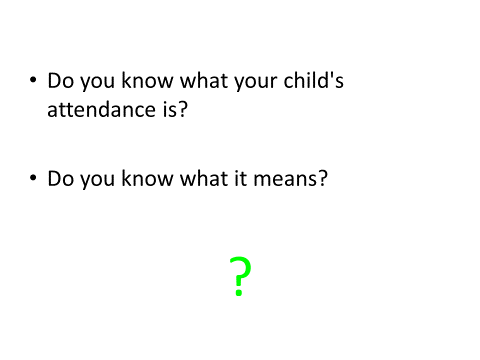 • Do you know what your child's
attendance is?
• Do you know what it means?
?